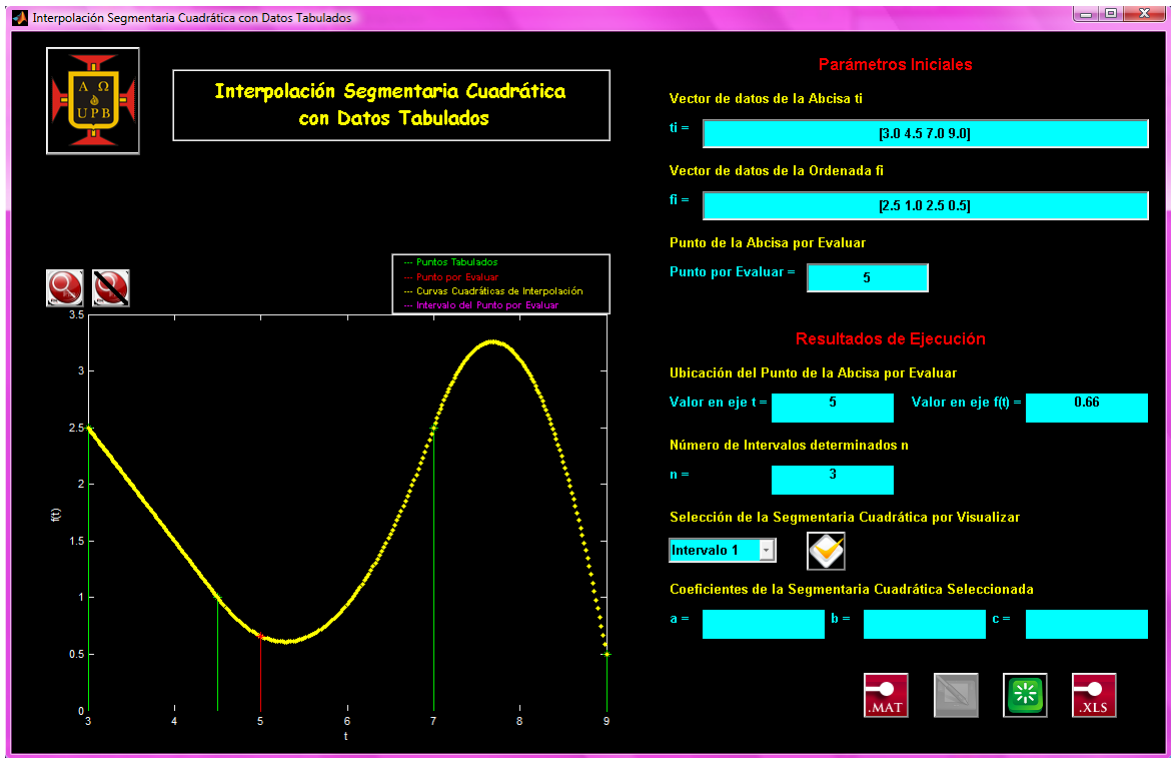 Interpolación Segmentaria Cuadrática con Datos Tabulados
Α Ω
UPB
Interpolación Segmentaria Cuadrática
con Datos Tabulados
--- Puntos Tabulados
--- Punto por Evaluar
--- Curvas Cuadráticas de Interpolación
--- Intervalo del Punto por Evaluar
3.5
3
2.5
2
1.5
1
0.5
0
f(t)
3 4 5 6 7 8 9
t
Parámetros Iniciales
Vector de datos de la Abcisa ti
ti = [3.0 4.5 7.0 9.0]
Vector de datos de la Ordenada fi
fi = [2.5 1.0 2.5 0.5]
Punto de la Abcisa por Evaluar
Punto por Evaluar = 5
Resultados de Ejecución
Ubicación del Punto de la Abcisa por Evaluar
Valor en eje t = 5 Valor en eje f(t) = 0.66
Número de Intervalos determinados n
n = 3
Selección de la Segmentaria Cuadrática por Visualizar
Intervalo 1
Coeficientes de la Segmentaria Cuadrática Seleccionada
a = b = c =
.MAT .XLS